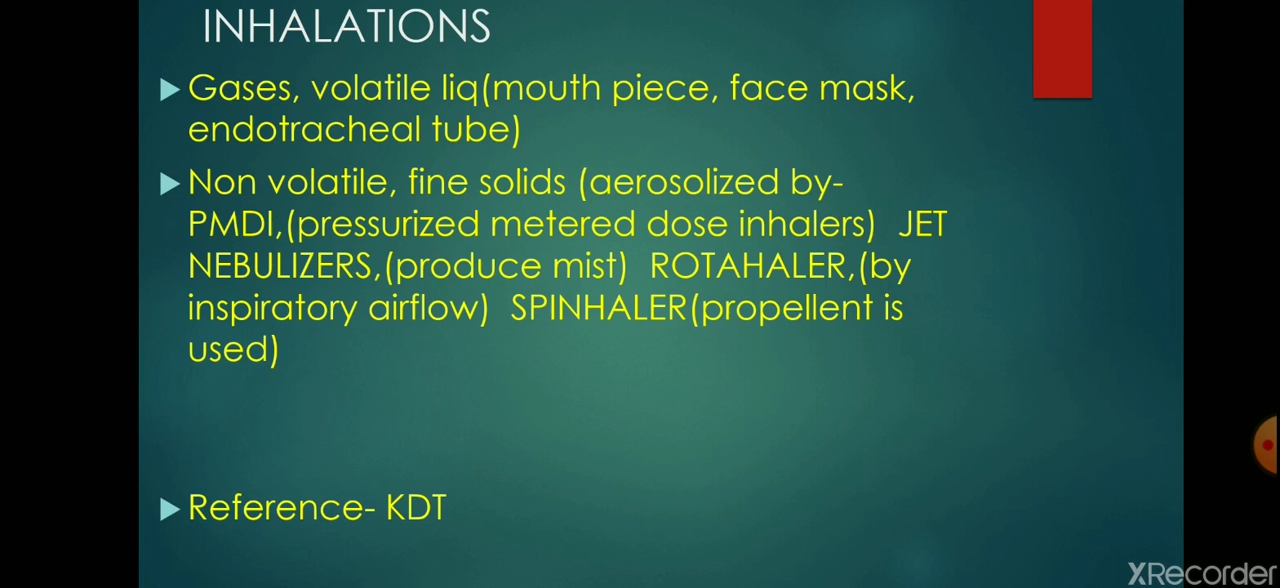 INHALATIONS
Gases, volatile liq(mouth piece, face mask,
endotracheal tube)
Non volatile, fine solids (aerosolized by-
PMDI,(pressurized metered dose inhalers)  JET
NEBULIZERS,(produce mist)  ROTAHALER,(by
inspiratory airflow)  SPINHALER(propellent is
used)
Reference- KDT
XRecorder